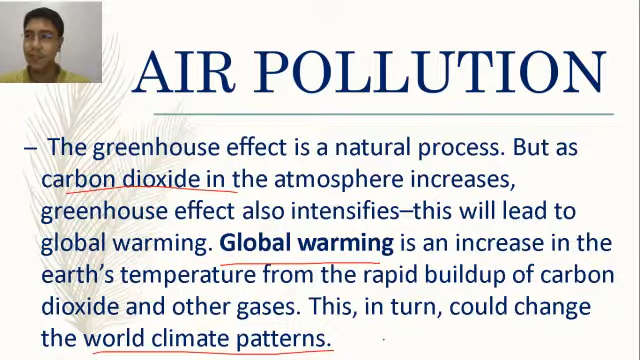 AIR POLLUTION
– The greenhouse effect is a natural process. But as
carbon dioxide in the atmosphere increases,
greenhouse effect also intensifies–this will lead to
global warming. Global warming is an increase in the
earth's temperature from the rapid buildup of carbon
dioxide and other gases. This, in turn, could change
the world climate patterns.